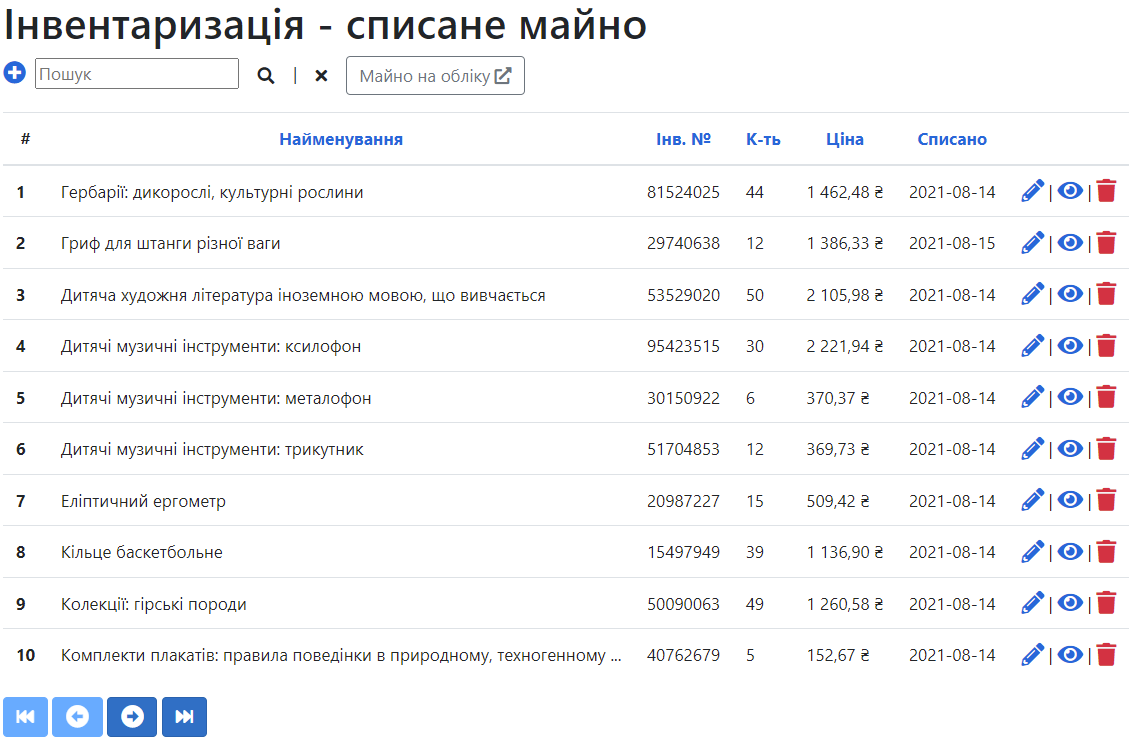 Інвентаризація - списане майно
Пошук | Майно на обліку
# Найменування Інв. № К-ть Ціна Списано
1 Гербарії: дикорослі, культурні рослини 81524025 44 1 462,48 ₴ 2021-08-14 | |
2 Гриф для штанги різної ваги 29740638 12 1 386,33 ₴ 2021-08-15 | |
3 Дитяча художня література іноземною мовою, що вивчається 53529020 50 2 105,98 ₴ 2021-08-14 | |
4 Дитячі музичні інструменти: ксилофон 95423515 30 2 221,94 ₴ 2021-08-14 | |
5 Дитячі музичні інструменти: металофон 30150922 6 370,37 ₴ 2021-08-14 | |
6 Дитячі музичні інструменти: трикутник 51704853 12 369,73 ₴ 2021-08-14 | |
7 Еліптичний ергометр 20987227 15 509,42 ₴ 2021-08-14 | |
8 Кільце баскетбольне 15497949 39 1 136,90 ₴ 2021-08-14 | |
9 Колекції: гірські породи 50090063 49 1 260,58 ₴ 2021-08-14 | |
10 Комплекти плакатів: правила поведінки в природному, техногенному ... 40762679 5 152,67 ₴ 2021-08-14 | |